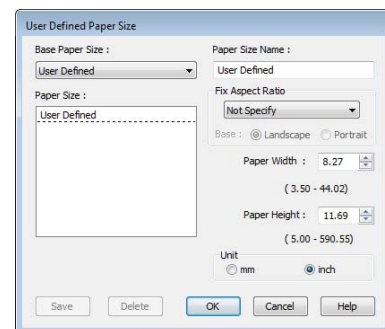 User Defined Paper Size
Base Paper Size :
User Defined
Paper Size :
User Defined
Paper Size Name :
User Defined
Fix Aspect Ratio
Not Specify
Base : Landscape Portrait
Paper Width : 8.27
( 3.50 - 44.02)
Paper Height : 11.69
( 5.00 - 590.55)
Unit
mm inch
Save Delete OK Cancel Help